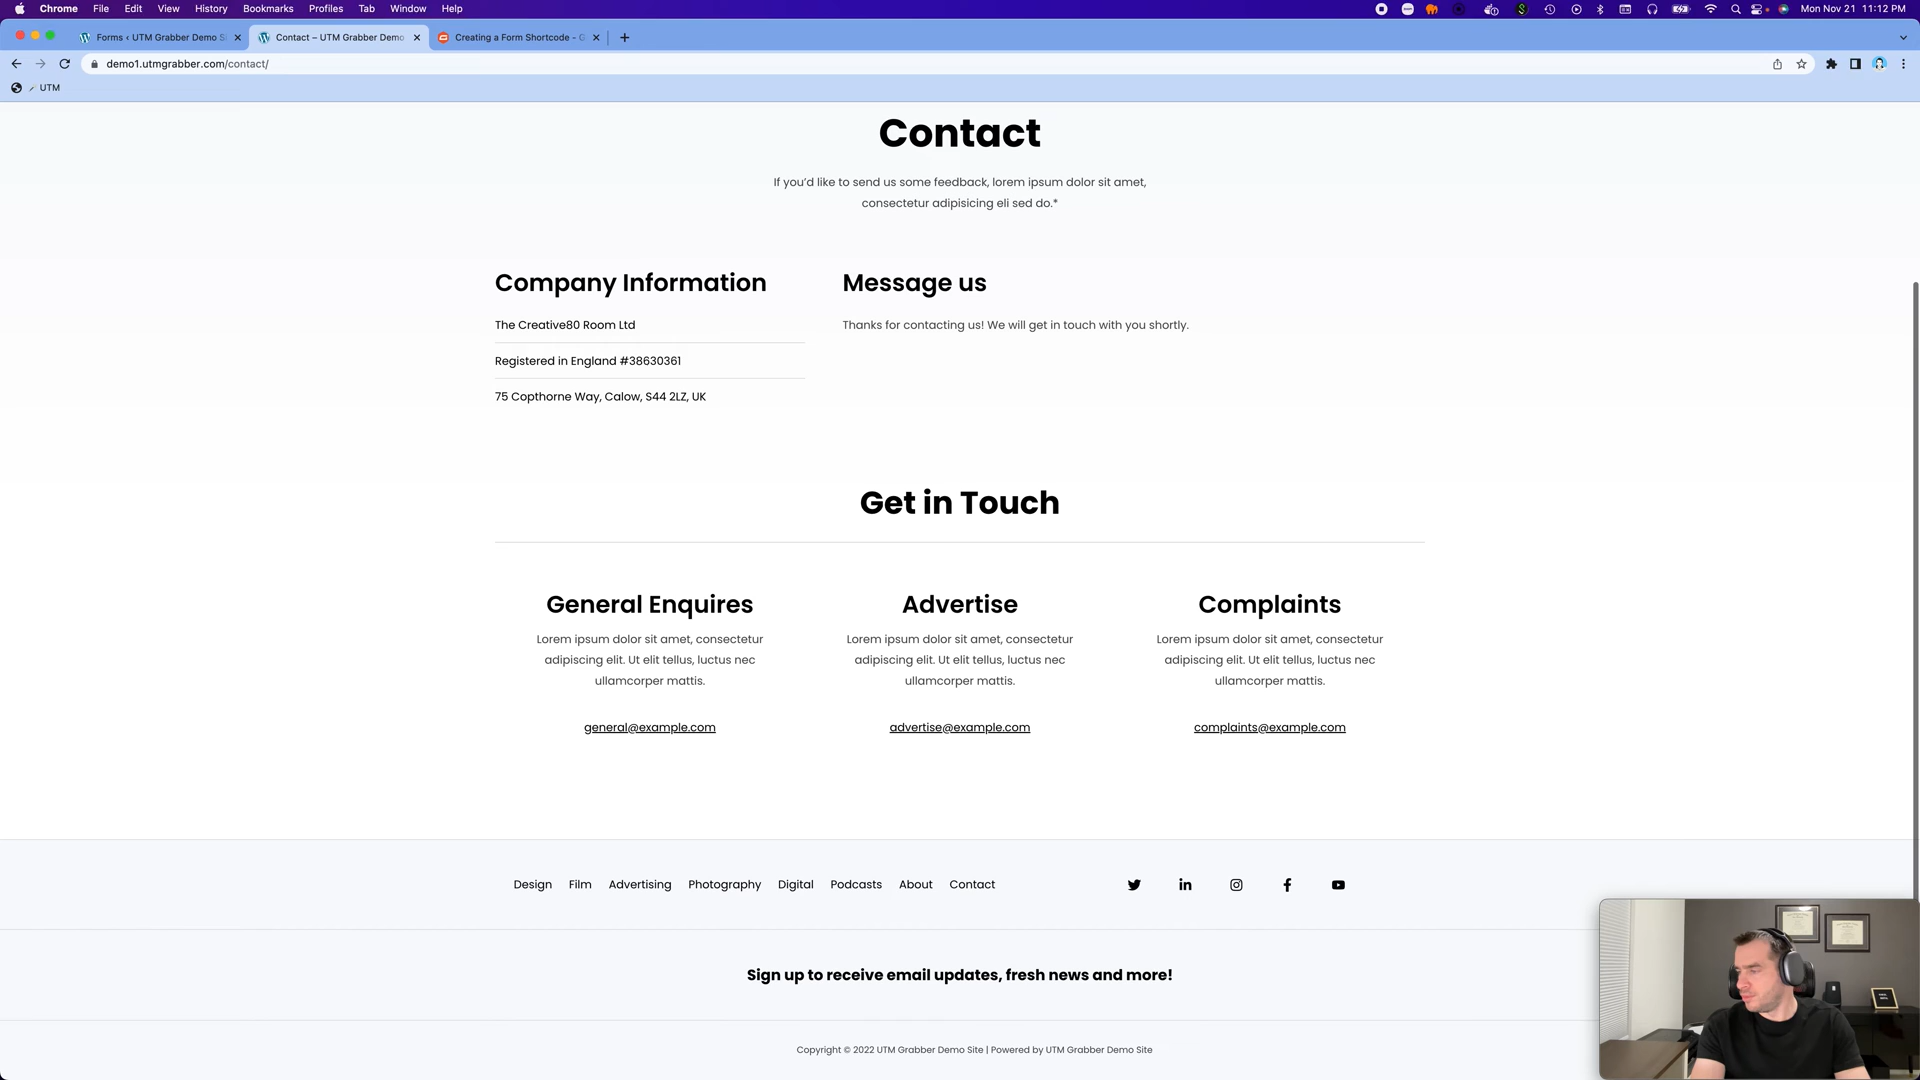 Chrome File Edit View History Bookmarks Profiles Tab Window Help
Mon Nov 21 11:12 PM
Forms ‹ UTM Grabber Demo S
Contact – UTM Grabber Demo
Creating a Form Shortcode - G
demo1.utmgrabber.com/contact/
UTM
Contact
If you’d like to send us some feedback, lorem ipsum dolor sit amet,
consectetur adipisicing eli sed do.*
Company Information
The Creative80 Room Ltd
Registered in England #38630361
75 Copthorne Way, Calow, S44 2LZ, UK
Message us
Thanks for contacting us! We will get in touch with you shortly.
Get in Touch
General Enquires
Lorem ipsum dolor sit amet, consectetur
adipiscing elit. Ut elit tellus, luctus nec
ullamcorper mattis.
general@example.com
Advertise
Lorem ipsum dolor sit amet, consectetur
adipiscing elit. Ut elit tellus, luctus nec
ullamcorper mattis.
advertise@example.com
Complaints
Lorem ipsum dolor sit amet, consectetur
adipiscing elit. Ut elit tellus, luctus nec
ullamcorper mattis.
complaints@example.com
Design Film Advertising Photography Digital Podcasts About Contact
Sign up to receive email updates, fresh news and more!
Copyright © 2022 UTM Grabber Demo Site | Powered by UTM Grabber Demo Site